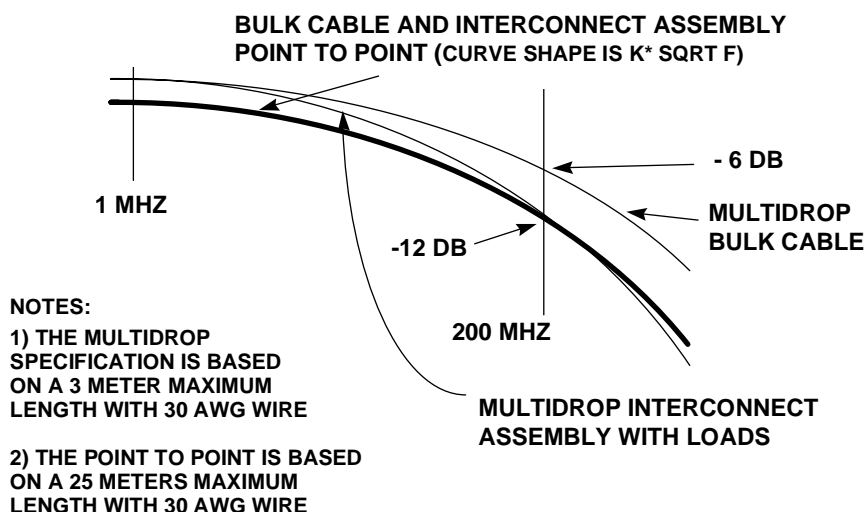 BULK CABLE AND INTERCONNECT ASSEMBLY
POINT TO POINT (CURVE SHAPE IS K* SQRT F)
- 6 DB
1 MHZ
MULTIDROP
BULK CABLE
-12 DB
200 MHZ
NOTES:
1) THE MULTIDROP
SPECIFICATION IS BASED
ON A 3 METER MAXIMUM
LENGTH WITH 30 AWG WIRE
MULTIDROP INTERCONNECT
ASSEMBLY WITH LOADS
2) THE POINT TO POINT IS BASED
ON A 25 METERS MAXIMUM
LENGTH WITH 30 AWG WIRE